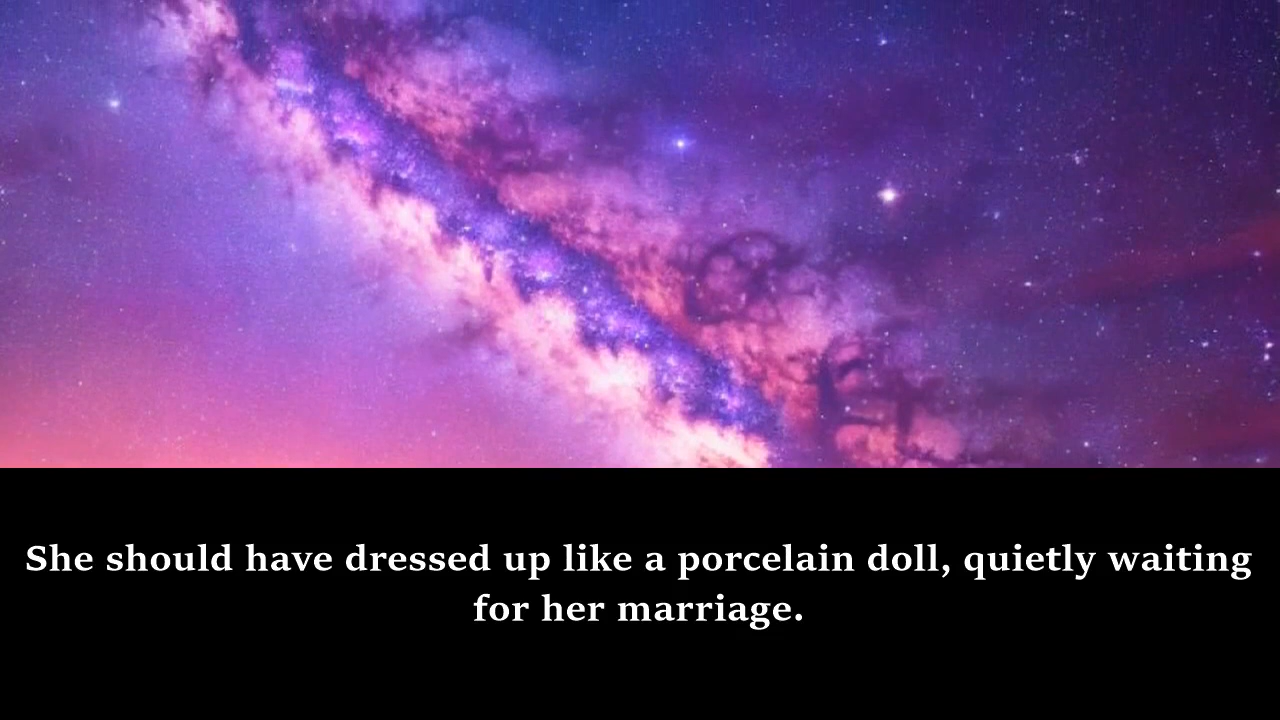 She should have dressed up like a porcelain doll, quietly waiting
for her marriage.